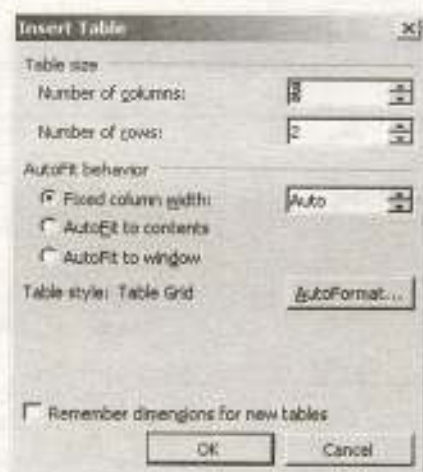 Insert Table
Table size
Number of columns:
Number of rows: 2
AutoFit behavior
Fixed column width: Auto
AutoFit to contents
AutoFit to window
Table style: Table Grid AutoFormat...
Remember dimensions for new tables
OK Cancel